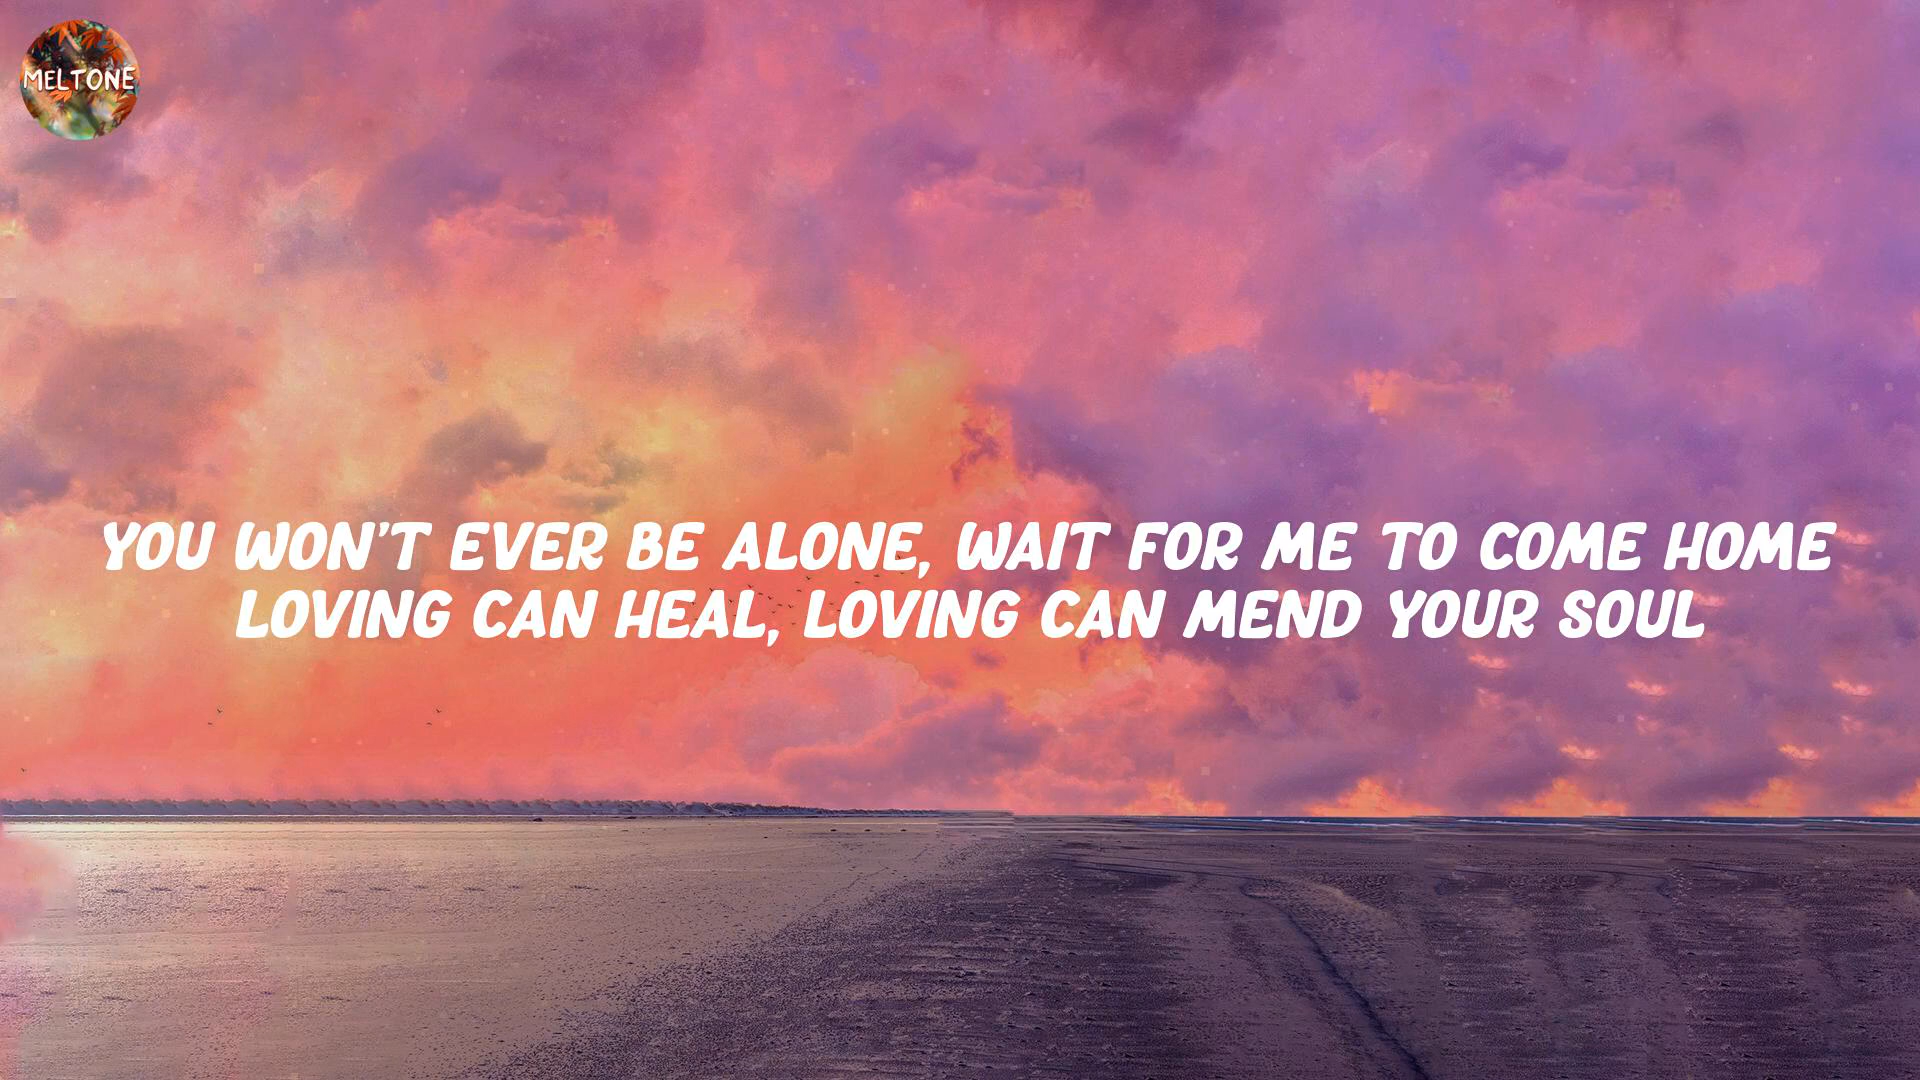 MELTONE
YOU WON'T EVER BE ALONE, WAIT FOR ME TO COME HOME
LOVING CAN HEAL, LOVING CAN MEND YOUR SOUL